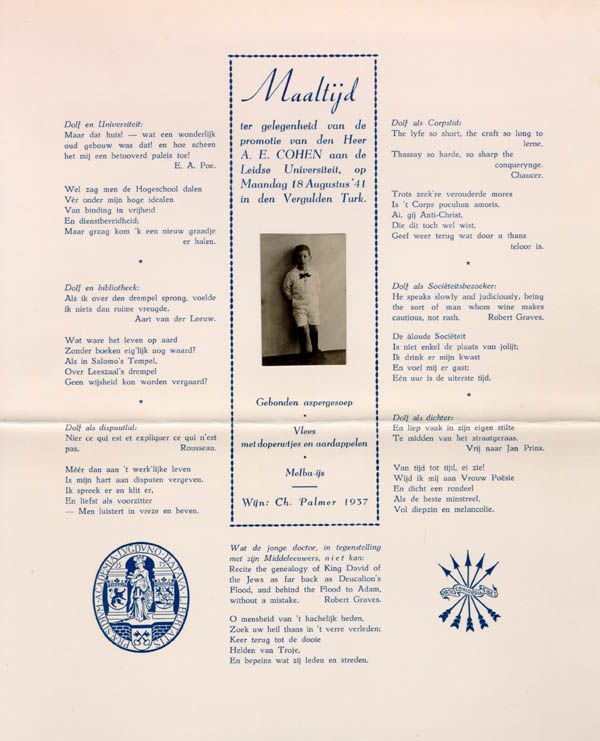 Maaltijd
ter gelegenheid van de
promotie van den Heer
A. E. COHEN aan de
Leidse Universiteit, op
Maandag 18 Augustus '41
in den Vergulden Turk.
Gebonden aspergesoep
•
Vlees
met doperwtjes en aardappelen
•
Melba-ijs
Wijn: Ch. Palmer 1937
Dolf en Universiteit:
Maar dat huis! — wat een wonderlijk
oud gebouw was dat! en hoe scheen
het mij een betooverd paleis toe!
E. A. Poe.
Wel zag men de Hogeschool dalen
Vèr onder mijn hoge idealen
Van binding in vrijheid
En dienstbereidheid;
Maar graag kom 'k een nieuw graadje
er halen.
*
Dolf en bibliotheek:
Als ik over den drempel sprong, voelde
ik niets dan ruime vreugde.
Aart van der Leeuw.
Wat ware het leven op aard
Zonder boeken eig'lijk nog waard?
Als in Salomo's Tempel,
Over Leeszaal's drempel
Geen wijsheid kon worden vergaard?
*
Dolf als dispuutlid:
Nier ce qui est et expliquer ce qui n'est
pas. Rousseau.
Méér dan aan 't werk'lijke leven
Is mijn hart aan disputen vergeven.
Ik spreek er en klit er,
En liefst als voorzitter
— Men luistert in vreze en beven.
Dolf als Corpslid:
The lyfe so short, the craft so long to
lerne,
Thassay so harde, so sharp the
conquerynge.
Chaucer.
Trots zeek're verouderde mores
Is 't Corps poculum amoris.
Ai, gij Anti-Christ,
Die dit toch wel wist,
Geef weer terug wat door u thans
teloor is.
*
Dolf als Sociëteitsbezoeker:
He speaks slowly and judiciously, being
the sort of man whom wine makes
cautious, not rash. Robert Graves.
De àloude Sociëteit
Is niet enkel de plaats van jolijt;
Ik drink er mijn kwast
En voel mij er gast:
Eén uur is de uiterste tijd.
*
Dolf als dichter:
En liep vaak in zijn eigen stilte
Te midden van het straatgeraas.
Vrij naar Jan Prins.
Van tijd tot tijd, ei zie!
Wijd ik mij aan Vrouw Poësie
En dicht een rondeel
Als de beste minstreel,
Vol diepzin en melancolie.
Wat de jonge doctor, in tegenstelling
met zijn Middeleeuwers, niet kan:
Recite the genealogy of King David of
the Jews as far back as Deucalion's
Flood, and behind the Flood to Adam,
without a mistake. Robert Graves.
O mensheid van 't hachelijk heden,
Zoek uw heil thans in 't verre verleden;
Keer terug tot de dooie
Helden van Troje,
En bepeins wat zij leden en streden.
ACADEMIA LVGDVNO BATAVA LIBERTATIS PRÆSIDIVM
CONCORDIA